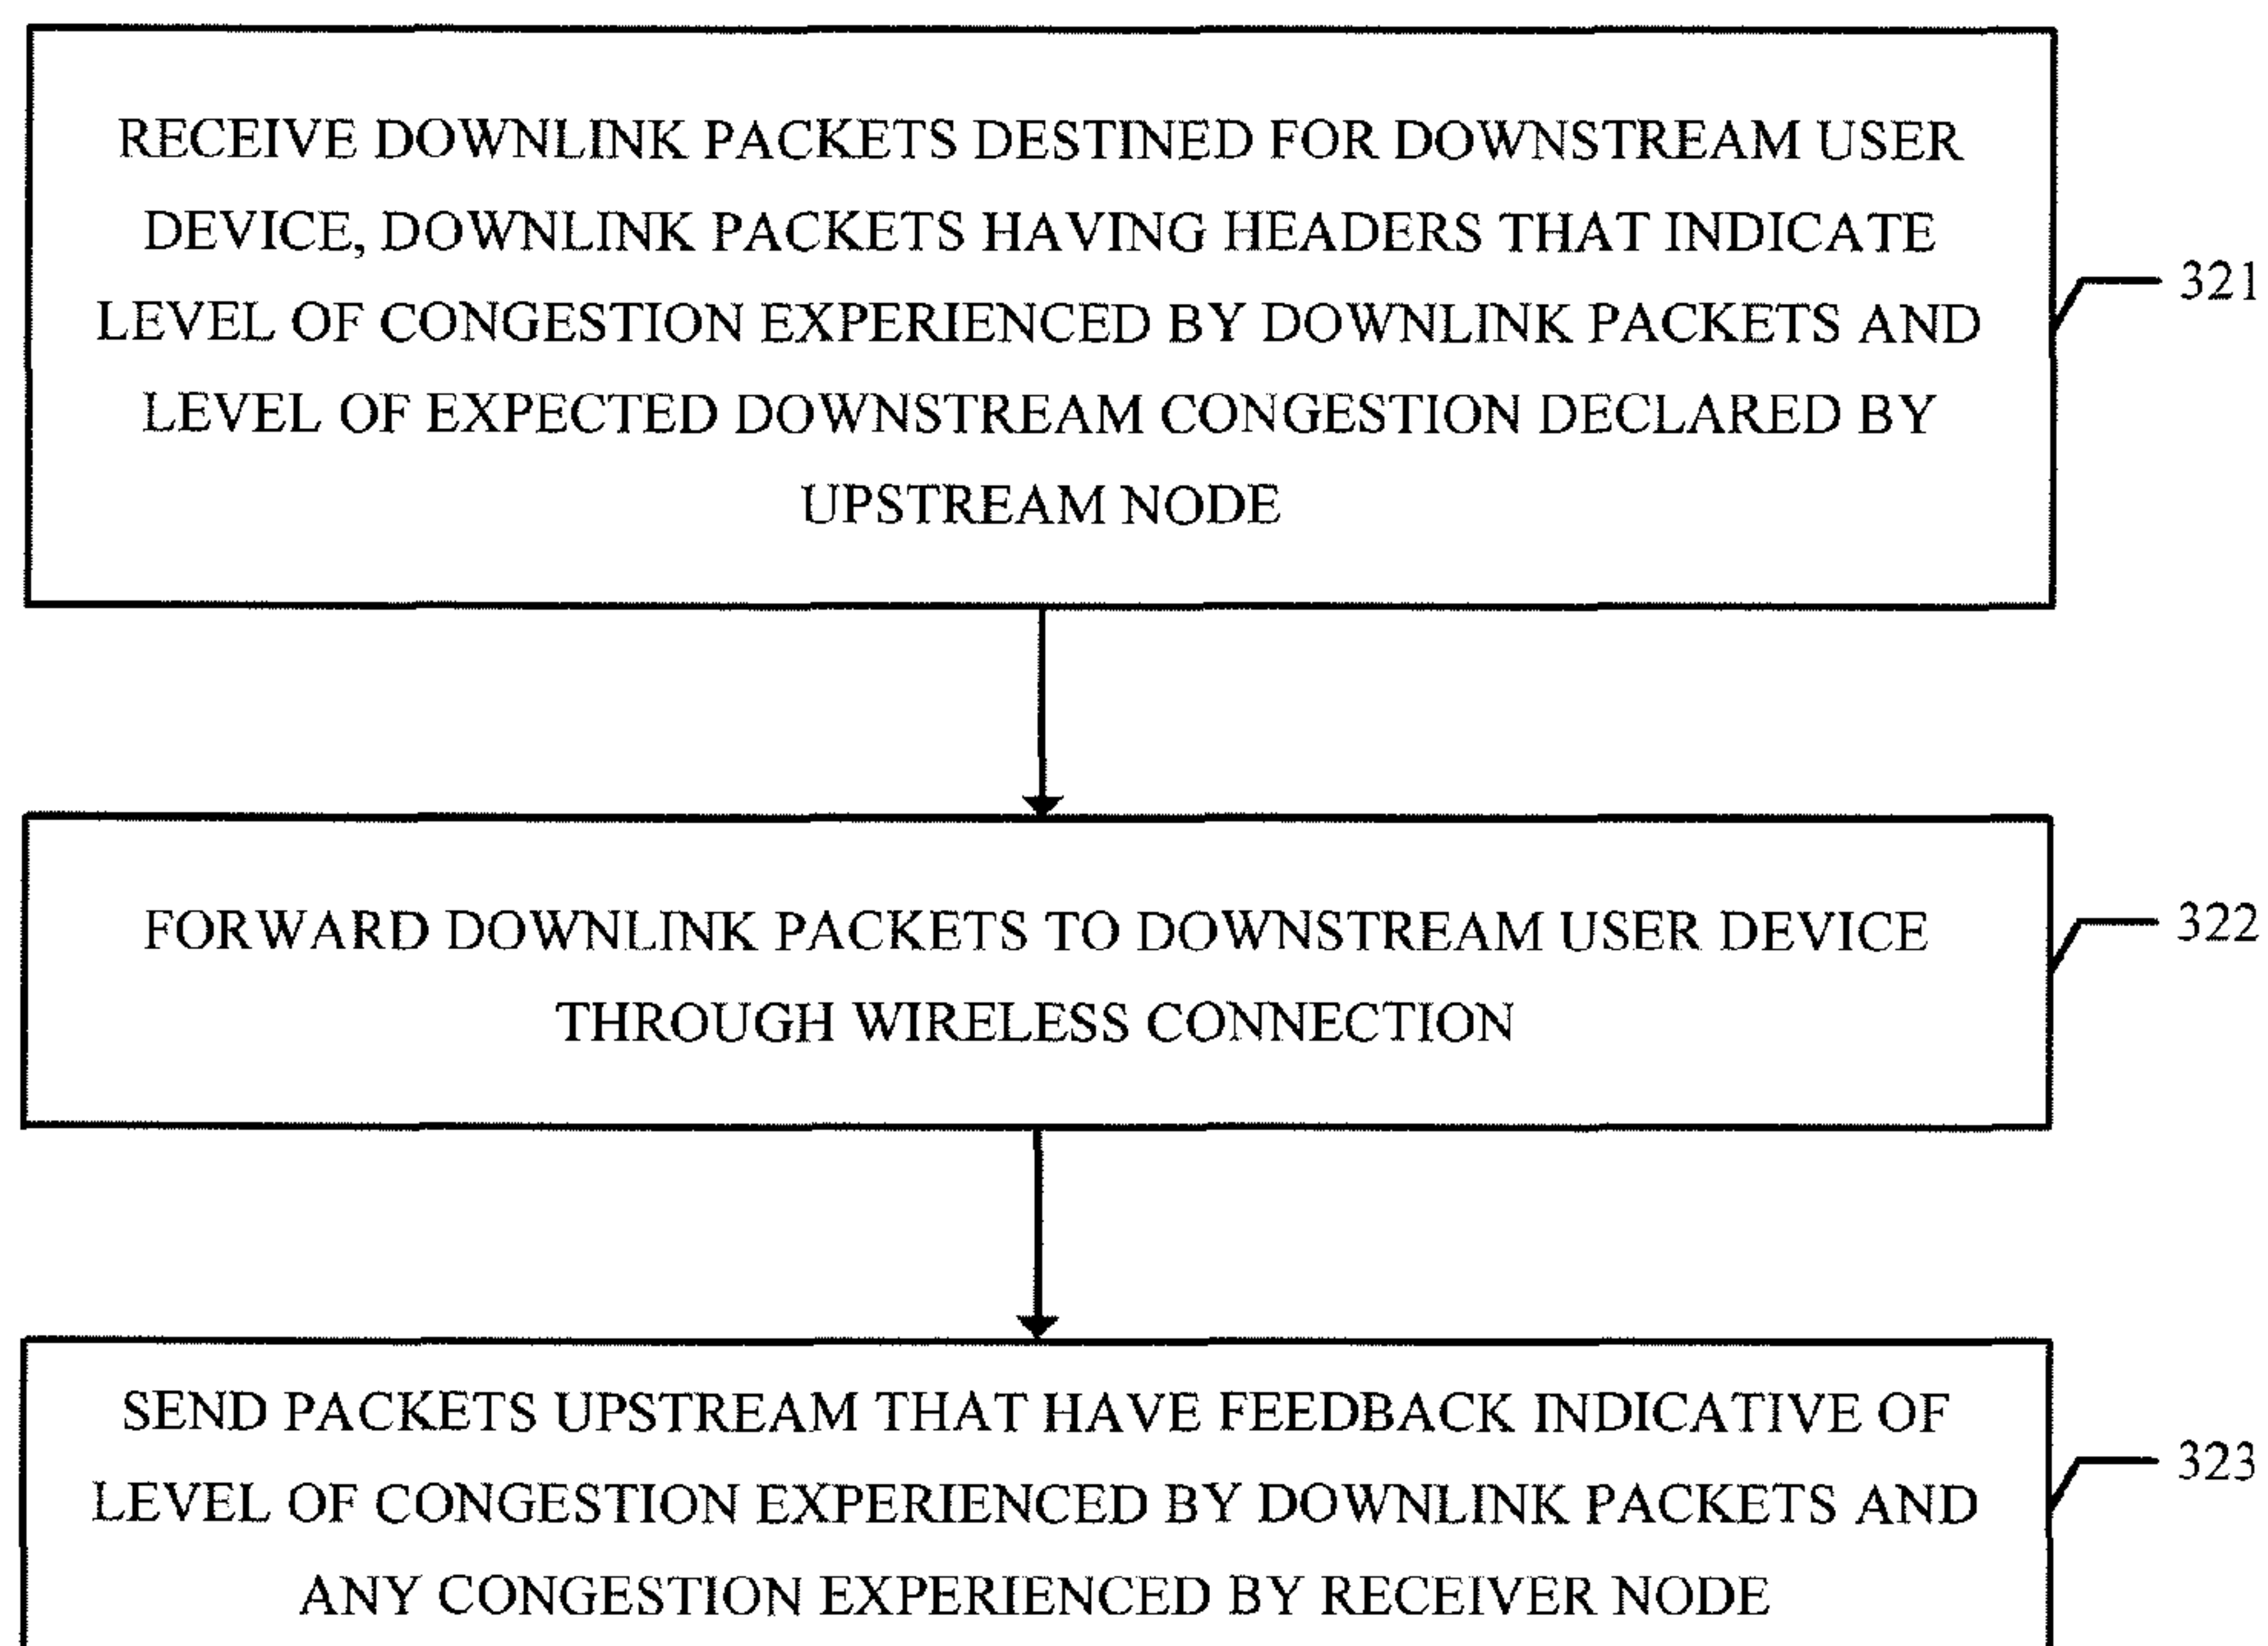 RECEIVE DOWNLINK PACKETS DESTINED FOR DOWNSTREAM USER
DEVICE, DOWNLINK PACKETS HAVING HEADERS THAT INDICATE
LEVEL OF CONGESTION EXPERIENCED BY DOWNLINK PACKETS AND
LEVEL OF EXPECTED DOWNSTREAM CONGESTION DECLARED BY
UPSTREAM NODE
321
FORWARD DOWNLINK PACKETS TO DOWNSTREAM USER DEVICE
THROUGH WIRELESS CONNECTION
322
SEND PACKETS UPSTREAM THAT HAVE FEEDBACK INDICATIVE OF
LEVEL OF CONGESTION EXPERIENCED BY DOWNLINK PACKETS AND
ANY CONGESTION EXPERIENCED BY RECEIVER NODE
323